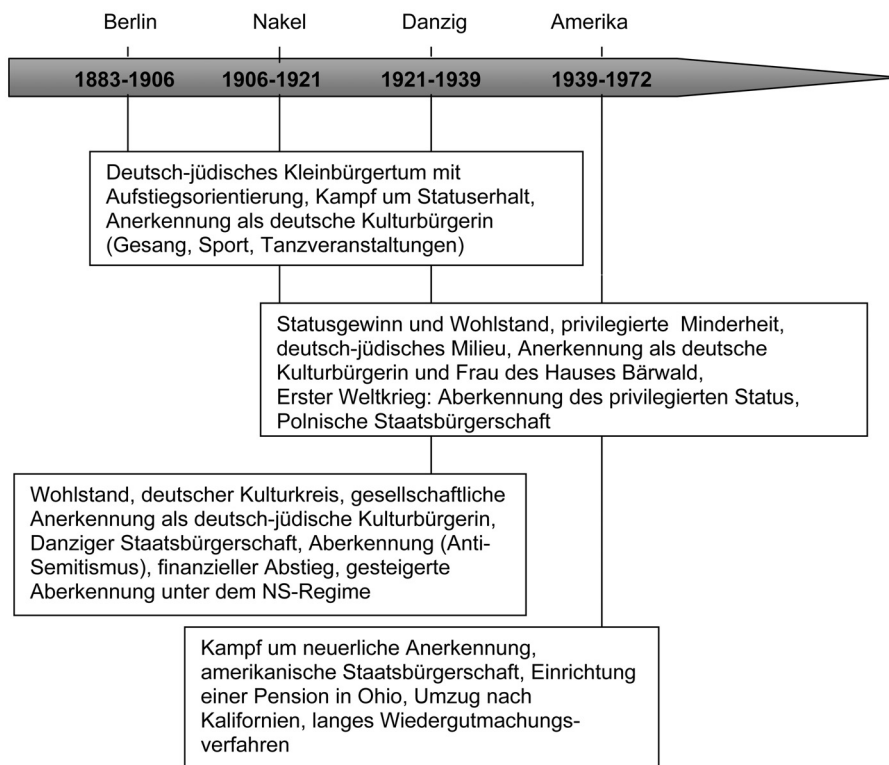 Berlin Nakel Danzig Amerika
1883-1906 1906-1921 1921-1939 1939-1972
Deutsch-jüdisches Kleinbürgertum mit
Aufstiegsorientierung, Kampf um Statuserhalt,
Anerkennung als deutsche Kulturbürgerin
(Gesang, Sport, Tanzveranstaltungen)
Statusgewinn und Wohlstand, privilegierte Minderheit,
deutsch-jüdisches Milieu, Anerkennung als deutsche
Kulturbürgerin und Frau des Hauses Bärwald,
Erster Weltkrieg: Aberkennung des privilegierten Status,
Polnische Staatsbürgerschaft
Wohlstand, deutscher Kulturkreis, gesellschaftliche
Anerkennung als deutsch-jüdische Kulturbürgerin,
Danziger Staatsbürgerschaft, Aberkennung (Anti-
Semitismus), finanzieller Abstieg, gesteigerte
Aberkennung unter dem NS-Regime
Kampf um neuerliche Anerkennung,
amerikanische Staatsbürgerschaft, Einrichtung
einer Pension in Ohio, Umzug nach
Kalifornien, langes Wiedergutmachungs-
verfahren